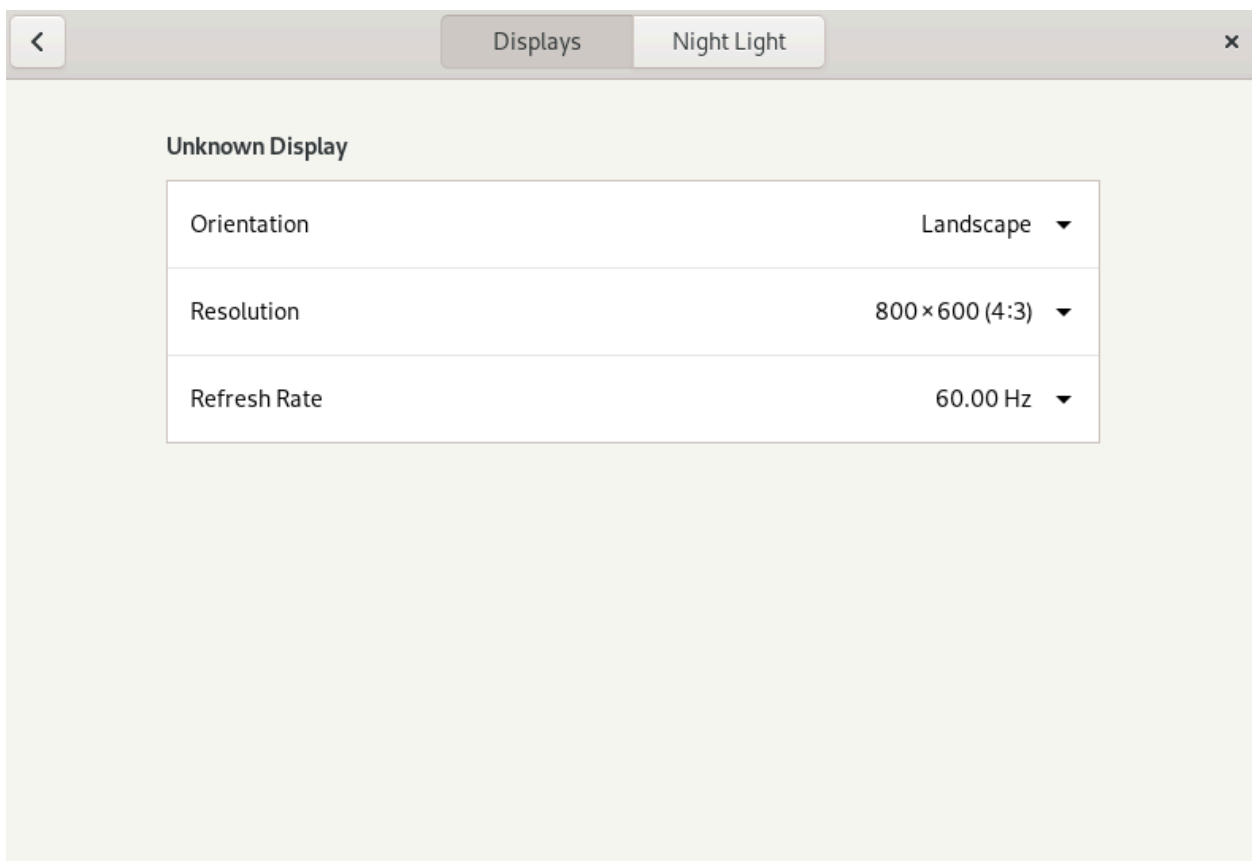 Displays Night Light
Unknown Display
Orientation Landscape
Resolution 800×600 (4:3)
Refresh Rate 60.00 Hz